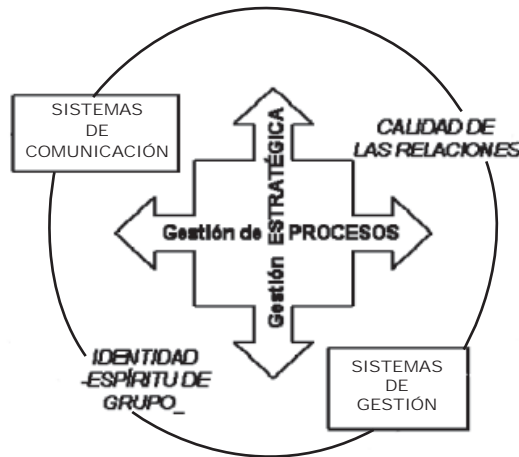 SISTEMAS
DE
COMUNICACIÓN
CALIDAD DE
LAS RELACIONES
Gestión de PROCESOS
Gestión ESTRATÉGICA
IDENTIDAD
-ESPÍRITU DE
GRUPO_
SISTEMAS
DE
GESTIÓN